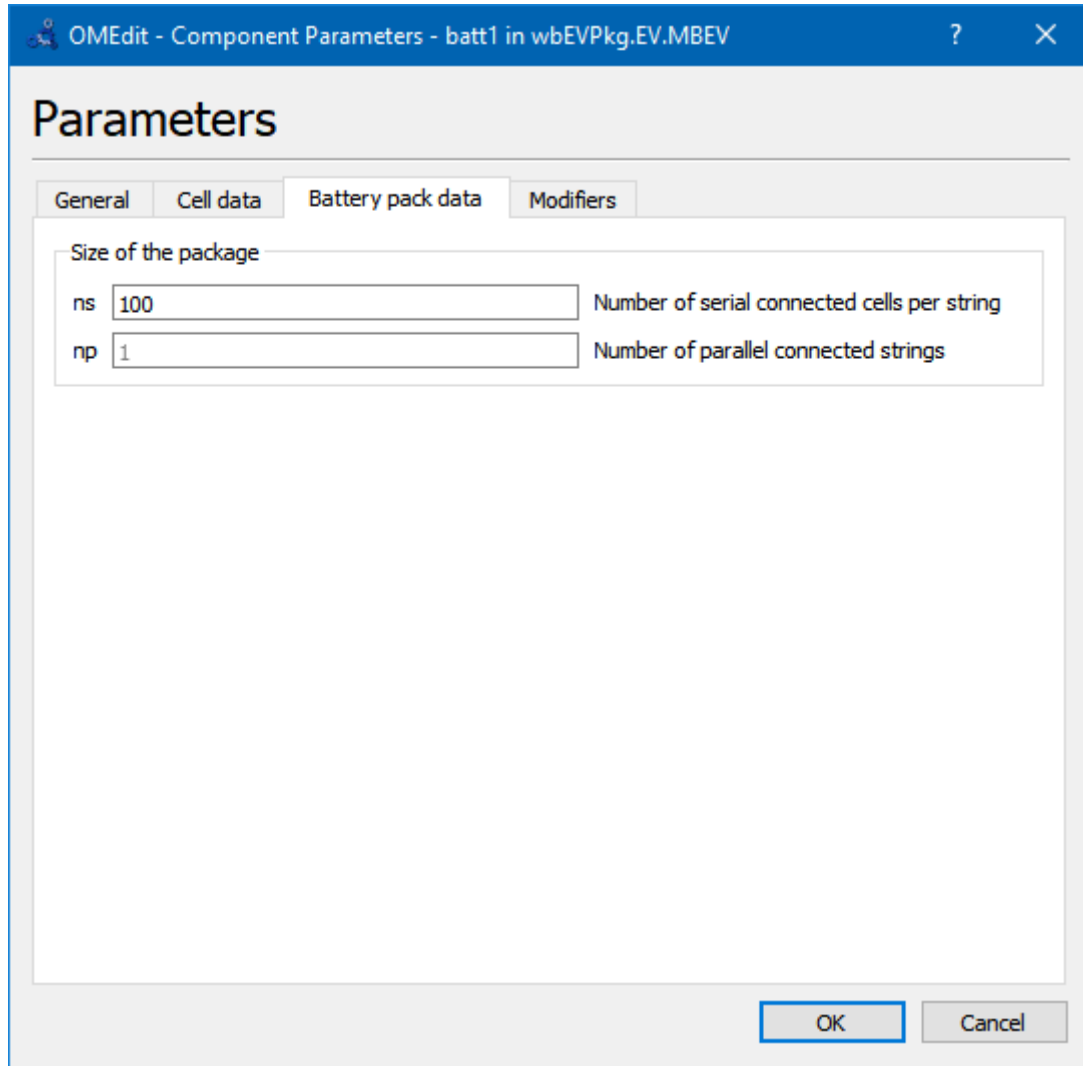 OMEdit - Component Parameters - batt1 in wbEVPkg.EV.MBEV ?
Parameters
General Cell data Battery pack data Modifiers
Size of the package
ns 100 Number of serial connected cells per string
np 1 Number of parallel connected strings
OK Cancel